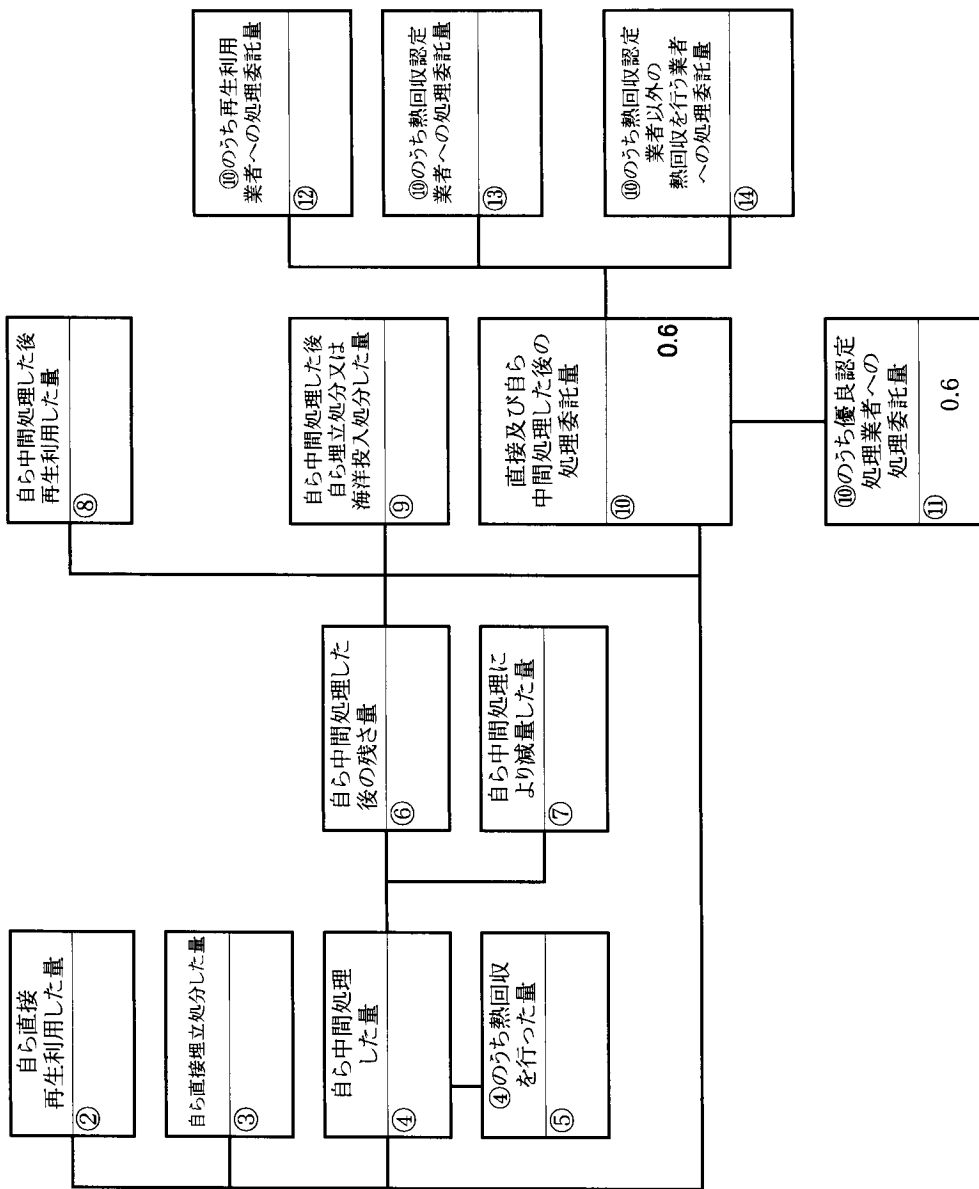 自ら直接
再生利用した量
②
自ら直接埋立処分した量
③
自ら中間処理
した量
④
④のうち熱回収
を行った量
⑤
自ら中間処理した
後の残さ量
⑥
自ら中間処理に
より減量した量
⑦
自ら中間処理した後
再生利用した量
⑧
自ら中間処理した後
自ら埋立処分又は
海洋投入処分した量
⑨
直接及び自ら
中間処理した後の
処理委託量
⑩
0.6
⑩のうち優良認定
処理業者への
処理委託量
⑪
0.6
⑩のうち再生利用
業者への処理委託量
⑫
⑩のうち熱回収認定
業者への処理委託量
⑬
⑩のうち熱回収認定
業者以外の
熱回収を行う業者
への処理委託量
⑭